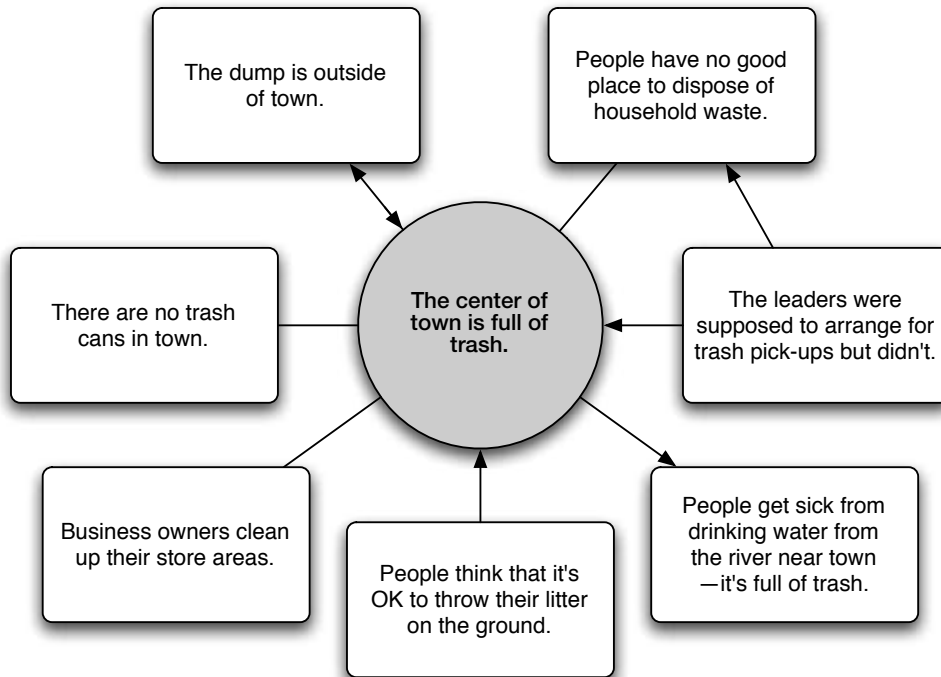 The dump is outside
of town.
People have no good
place to dispose of
household waste.
There are no trash
cans in town.
The center of
town is full of
trash.
The leaders were
supposed to arrange for
trash pick-ups but didn't.
Business owners clean
up their store areas.
People think that it's
OK to throw their litter
on the ground.
People get sick from
drinking water from
the river near town
—it's full of trash.